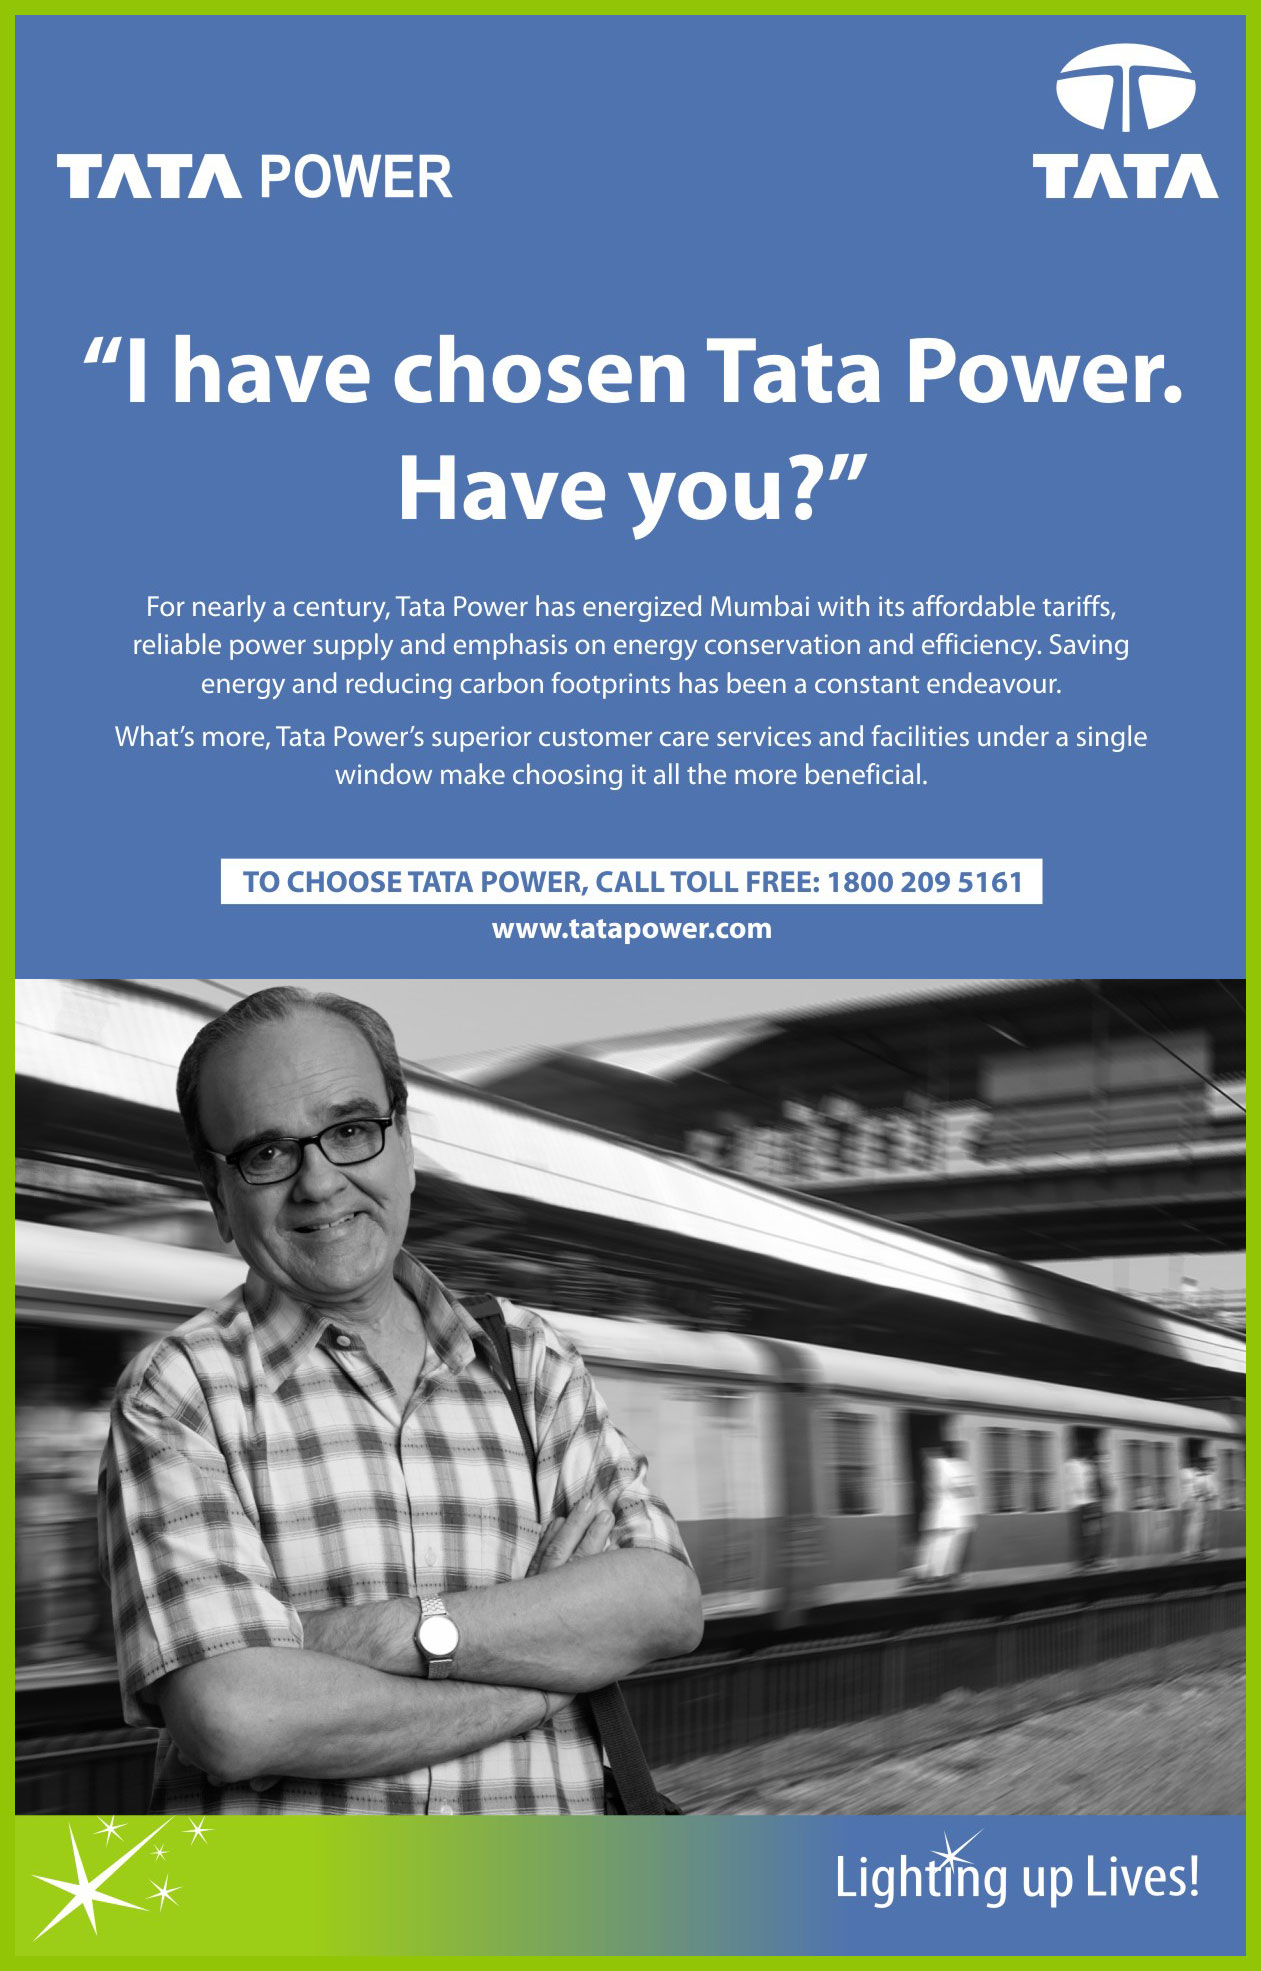 TATA POWER
TATA
“I have chosen Tata Power.
Have you?”
For nearly a century, Tata Power has energized Mumbai with its affordable tariffs,
reliable power supply and emphasis on energy conservation and efficiency. Saving
energy and reducing carbon footprints has been a constant endeavour.
What’s more, Tata Power’s superior customer care services and facilities under a single
window make choosing it all the more beneficial.
TO CHOOSE TATA POWER, CALL TOLL FREE: 1800 209 5161
www.tatapower.com
Lighting up Lives!